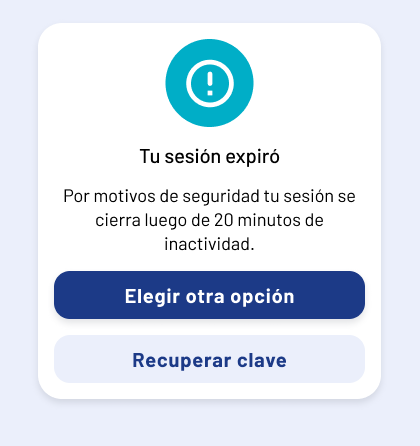 Tu sesión expiró
Por motivos de seguridad tu sesión se
cierra luego de 20 minutos de
inactividad.
Elegir otra opción
Recuperar clave